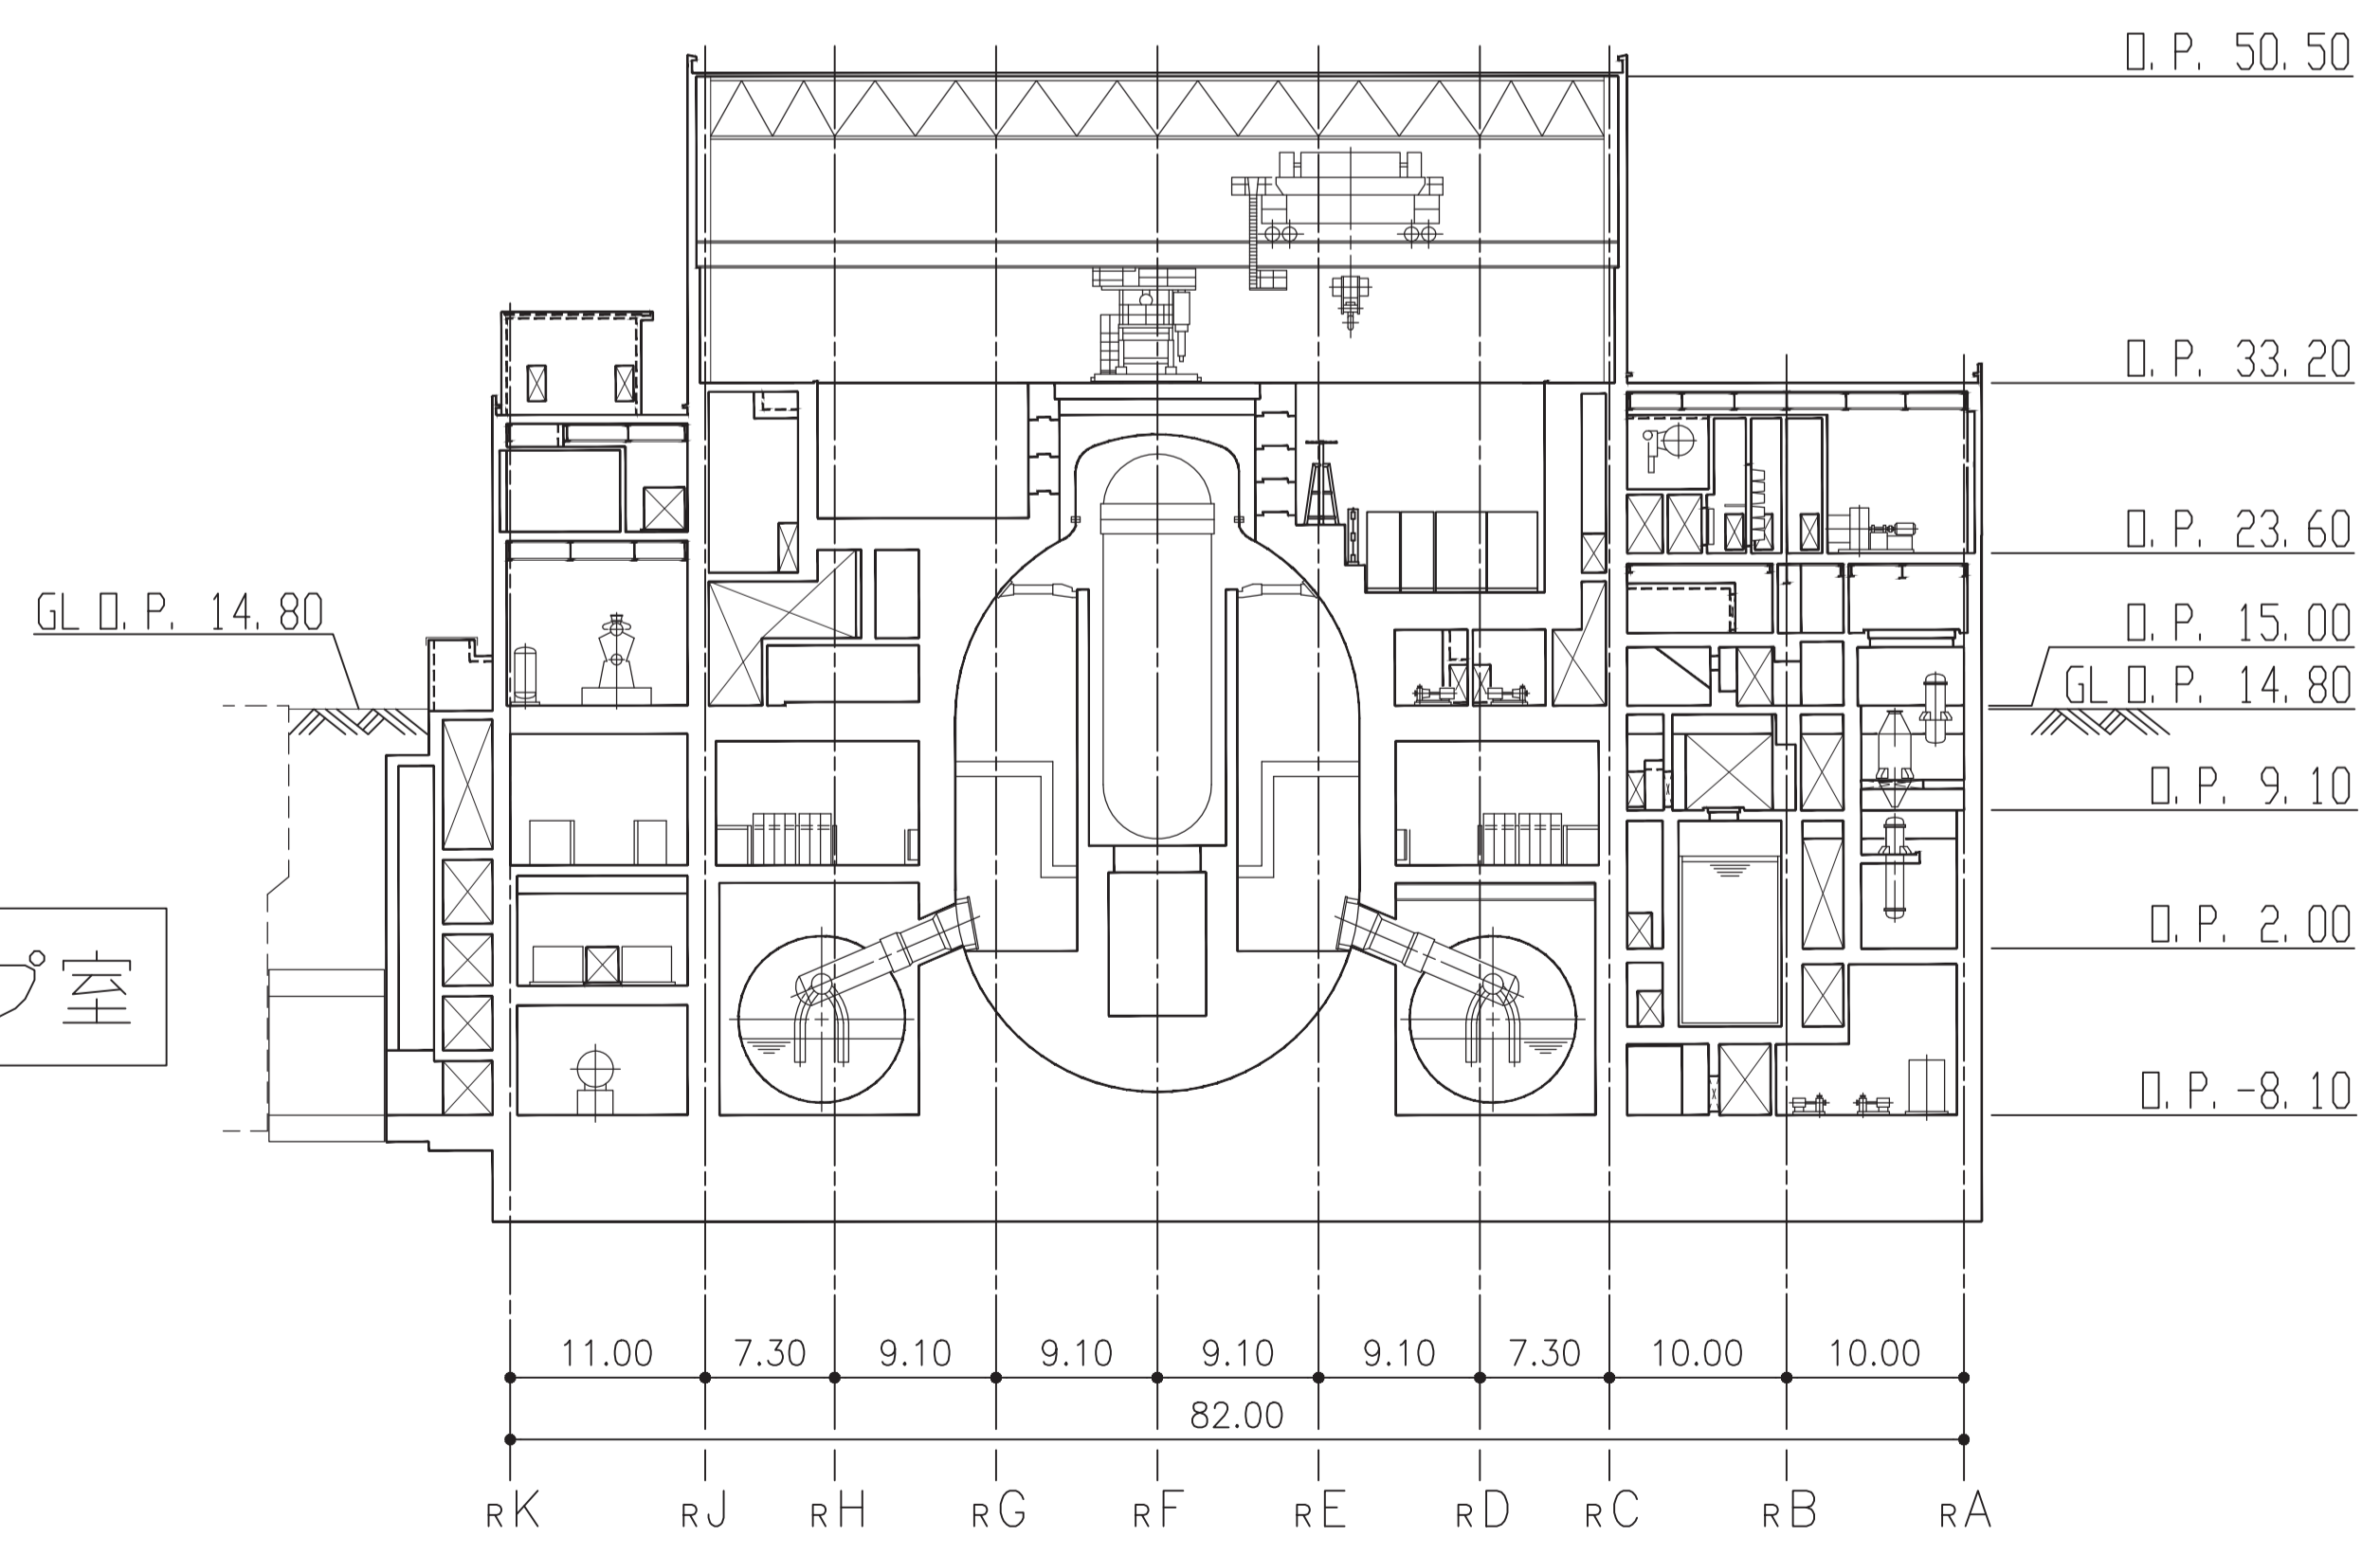 O. P. 50. 50
O. P. 33. 20
O. P. 23. 60
GL O. P. 14. 80
O. P. 15. 00
GL O. P. 14. 80
O. P. 9. 10
O. P. 2. 00
室
O. P. -8. 10
11.00 7.30 9.10 9.10 9.10 9.10 7.30 10.00 10.00
82.00
RK RJ RH RG RF RE RD RC RB RA